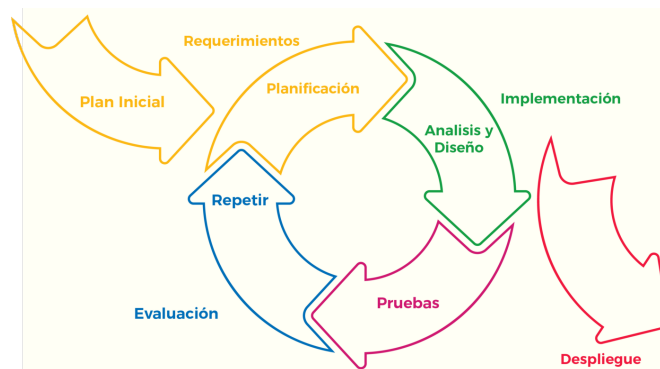 Requerimientos
Plan Inicial
Planificación
Implementación
Analisis y
Diseño
Repetir
Pruebas
Evaluación
Despliegue